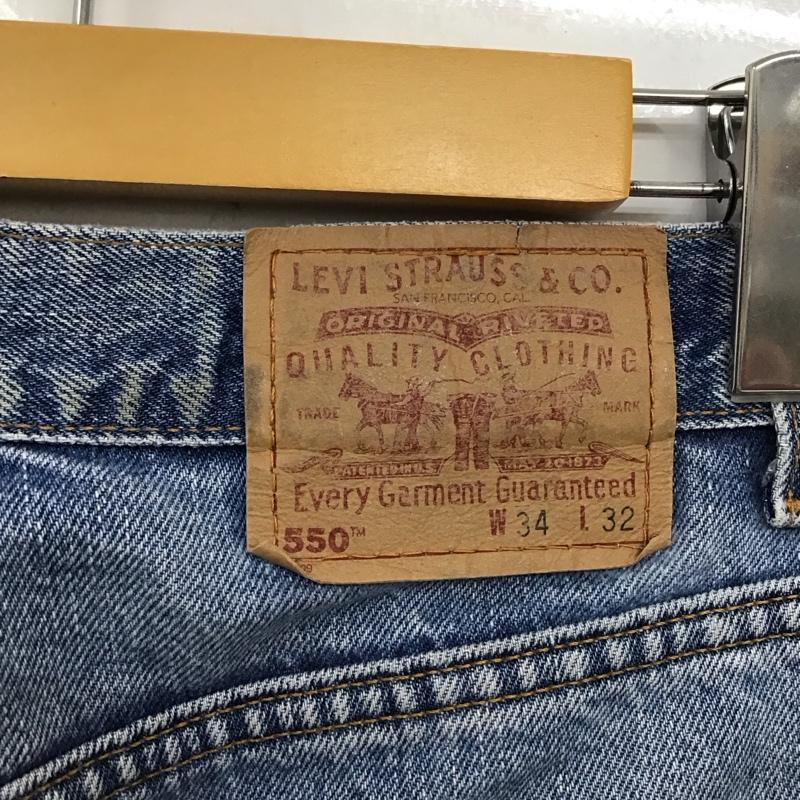 LEVI STRAUSS & CO.
SAN FRANCISCO, CAL.
ORIGINAL RIVETED
QUALITY CLOTHING
TRADE MARK
PATENTED IN U.S. MAY 20 1873
Every Garment Guaranteed
550™ W 34 L 32